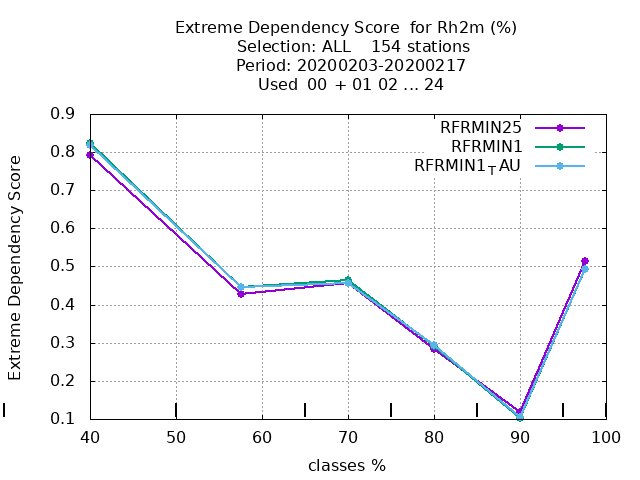 Extreme Dependency Score  for Rh2m (%)
Selection: ALL    154 stations
Period: 20200203-20200217
Used  00  + 01 02 ... 24
RFRMIN25
RFRMIN1
RFRMIN1TAU
Extreme Dependency Score
0.9
0.8
0.7
0.6
0.5
0.4
0.3
0.2
0.1
40 50 60 70 80 90 100
classes %